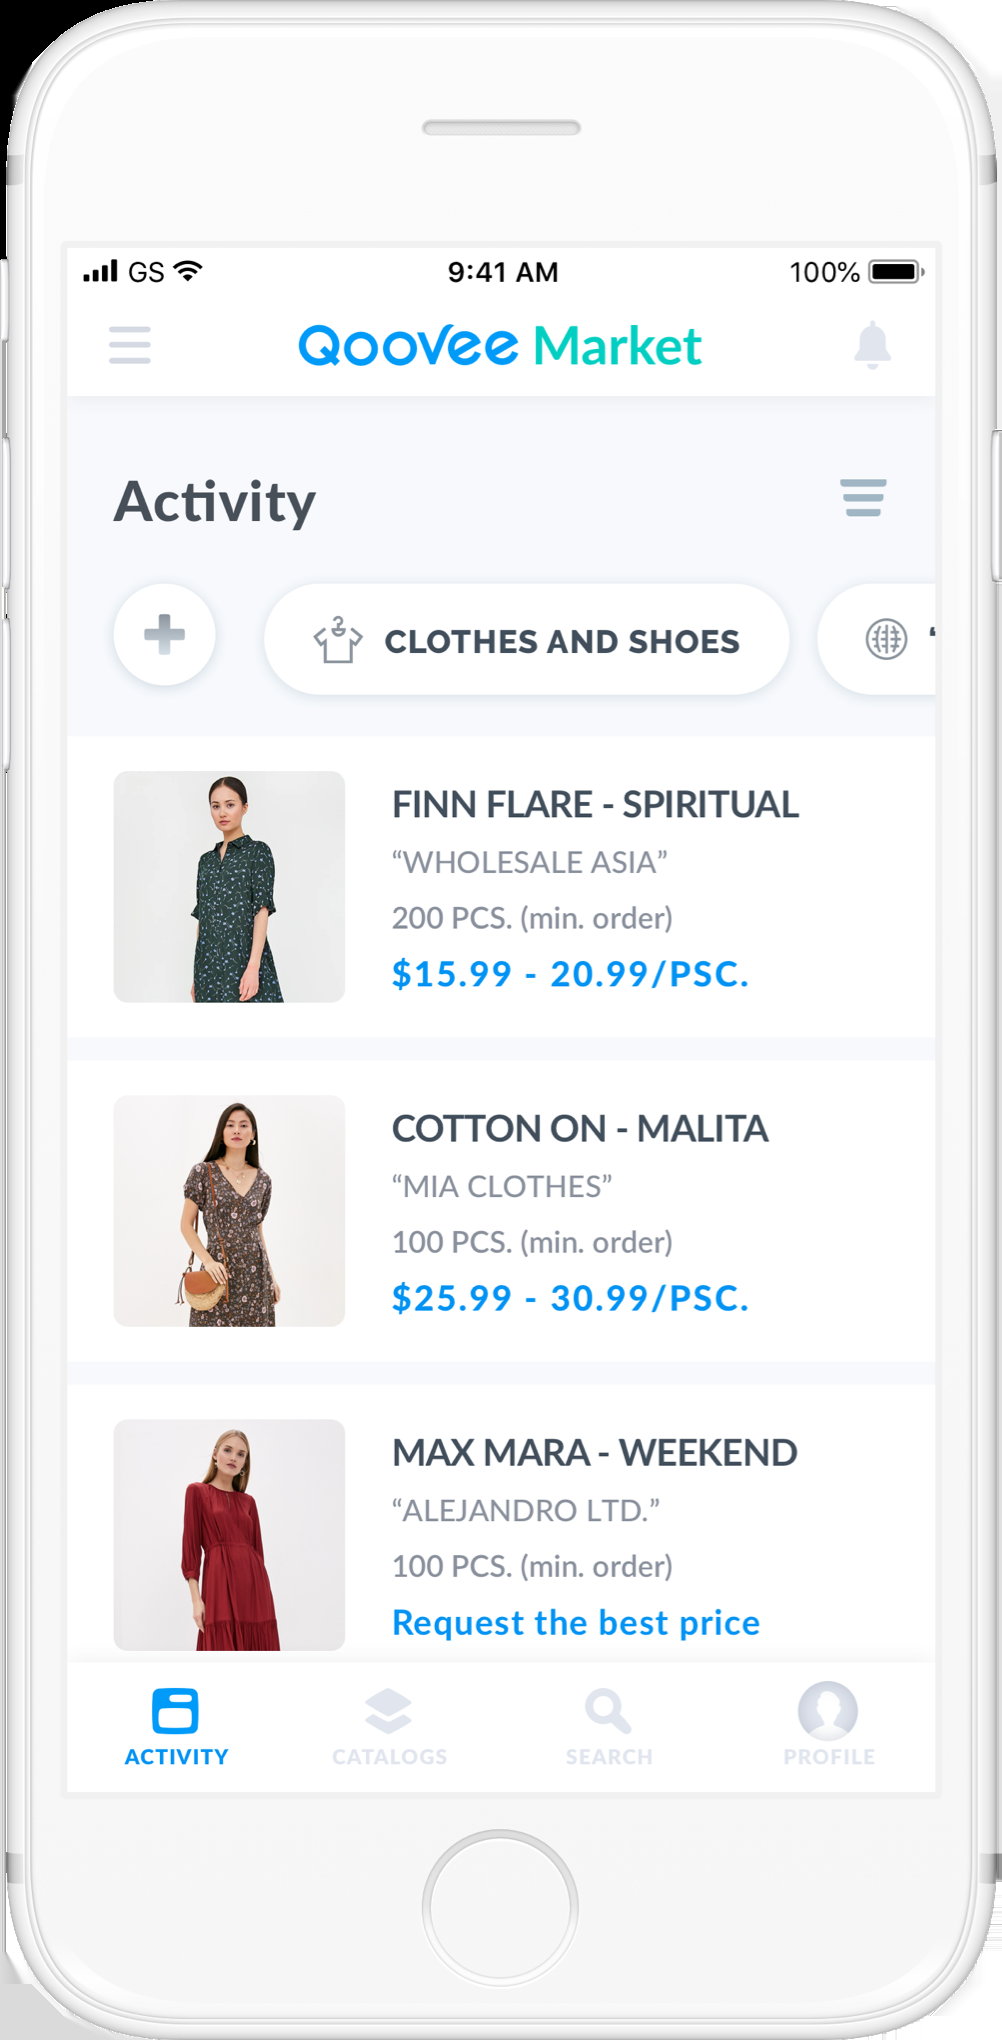 GS 9:41 AM 100%
Qoovee Market
Activity
CLOTHES AND SHOES
FINN FLARE - SPIRITUAL
“WHOLESALE ASIA”
200 PCS. (min. order)
$15.99 - 20.99/PSC.
COTTON ON - MALITA
“MIA CLOTHES”
100 PCS. (min. order)
$25.99 - 30.99/PSC.
MAX MARA - WEEKEND
“ALEJANDRO LTD.”
100 PCS. (min. order)
Request the best price
ACTIVITY CATALOGS SEARCH PROFILE